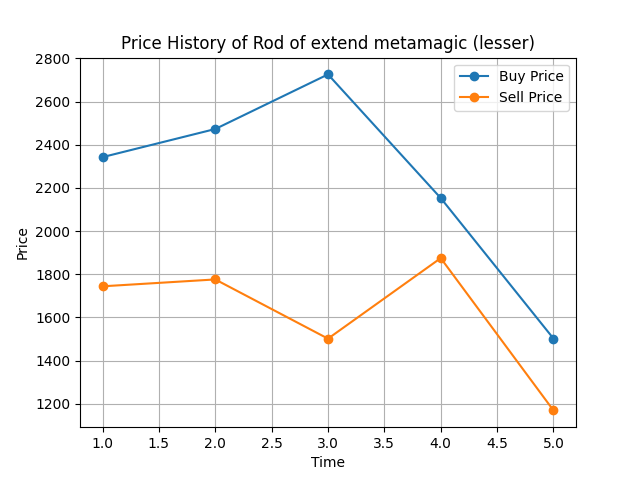 Price History of Rod of extend metamagic (lesser)
Buy Price
Sell Price
2800
2600
2400
2200
2000
1800
1600
1400
1200
Price
1.0 1.5 2.0 2.5 3.0 3.5 4.0 4.5 5.0
Time